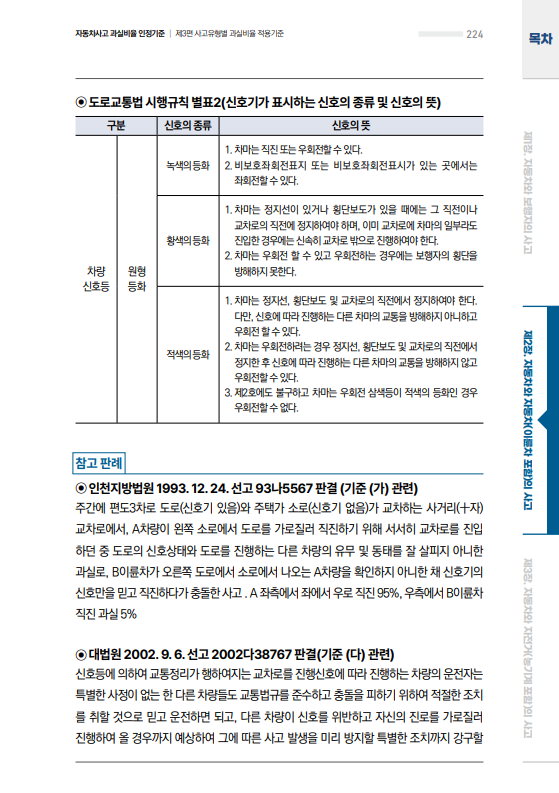 자동차사고 과실비율 인정기준 | 제3편 사고유형별 과실비율 적용기준
224
목차
◉ 도로교통법 시행규칙 별표2(신호기가 표시하는 신호의 종류 및 신호의 뜻)
구분 신호의 종류 신호의 뜻
차량
신호등
원형
등화
녹색의 등화
1. 차마는 직진 또는 우회전할 수 있다.
2. 비보호좌회전표지 또는 비보호좌회전표시가 있는 곳에서는
좌회전할 수 있다.
황색의 등화
1. 차마는 정지선이 있거나 횡단보도가 있을 때에는 그 직전이나
교차로의 직전에 정지하여야 하며, 이미 교차로에 차마의 일부라도
진입한 경우에는 신속히 교차로 밖으로 진행하여야 한다.
2. 차마는 우회전 할 수 있고 우회전하는 경우에는 보행자의 횡단을
방해하지 못한다.
적색의 등화
1. 차마는 정지선, 횡단보도 및 교차로의 직전에서 정지하여야 한다.
다만, 신호에 따라 진행하는 다른 차마의 교통을 방해하지 아니하고
우회전 할 수 있다.
2. 차마는 우회전하려는 경우 정지선, 횡단보도 및 교차로의 직전에서
정지한 후 신호에 따라 진행하는 다른 차마의 교통을 방해하지 않고
우회전할 수 있다.
3. 제2호에도 불구하고 차마는 우회전 삼색등이 적색의 등화인 경우
우회전할 수 없다.
참고 판례
◉ 인천지방법원 1993. 12. 24. 선고 93나5567 판결 (기준 (가) 관련)
주간에 편도3차로 도로(신호기 있음)와 주택가 소로(신호기 없음)가 교차하는 사거리(十자)
교차로에서, A차량이 왼쪽 소로에서 도로를 가로질러 직진하기 위해 서서히 교차로를 진입
하던 중 도로의 신호상태와 도로를 진행하는 다른 차량의 유무 및 동태를 잘 살피지 아니한
과실로, B이륜차가 오른쪽 도로에서 소로에서 나오는 A차량을 확인하지 아니한 채 신호기의
신호만을 믿고 직진하다가 충돌한 사고 . A 좌측에서 좌에서 우로 직진 95%, 우측에서 B이륜차
직진 과실 5%
◉ 대법원 2002. 9. 6. 선고 2002다38767 판결(기준 (다) 관련)
신호등에 의하여 교통정리가 행하여지는 교차로를 진행신호에 따라 진행하는 차량의 운전자는
특별한 사정이 없는 한 다른 차량들도 교통법규를 준수하고 충돌을 피하기 위하여 적절한 조치
를 취할 것으로 믿고 운전하면 되고, 다른 차량이 신호를 위반하고 자신의 진로를 가로질러
진행하여 올 경우까지 예상하여 그에 따른 사고 발생을 미리 방지할 특별한 조치까지 강구할
제1장. 자동차와 보행자의 사고
제2장. 자동차와 자동차(이륜차 포함)의 사고
제3장. 자동차와 자전거(농기계 포함)의 사고